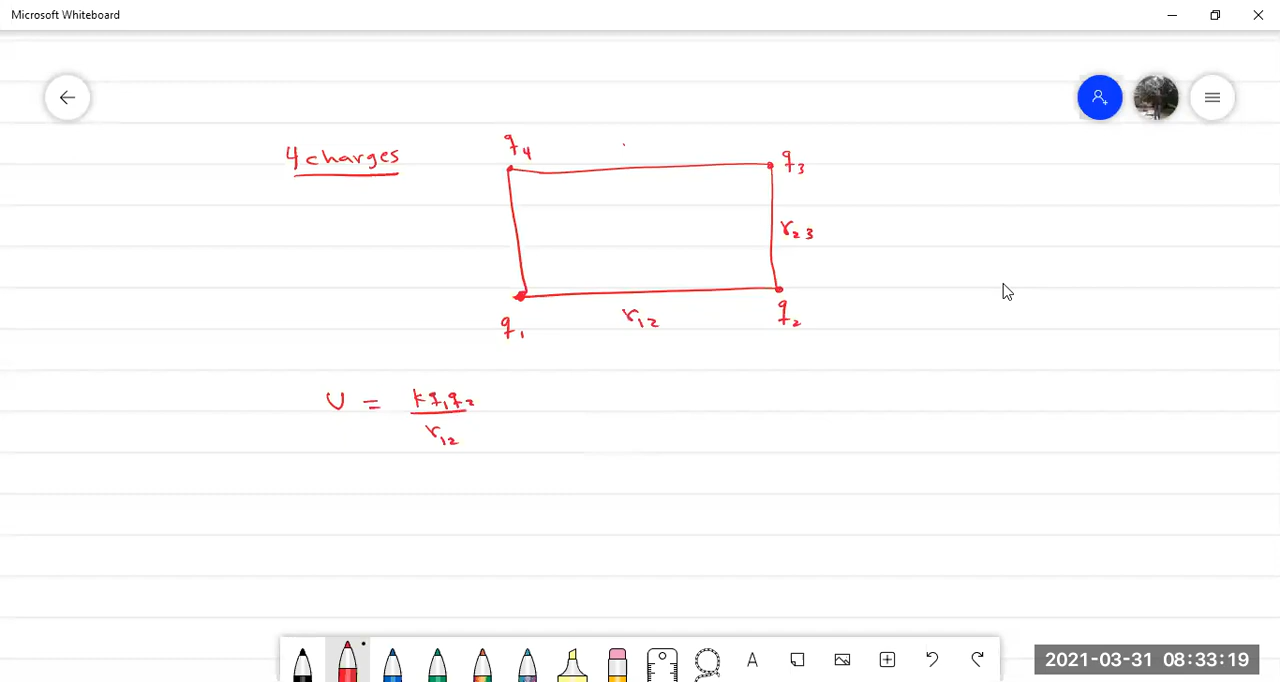 Microsoft Whiteboard
4 charges
q4
q3
r23
r12
q1
q2
U = kq1q2
r12
A
2021-03-31 08:33:19